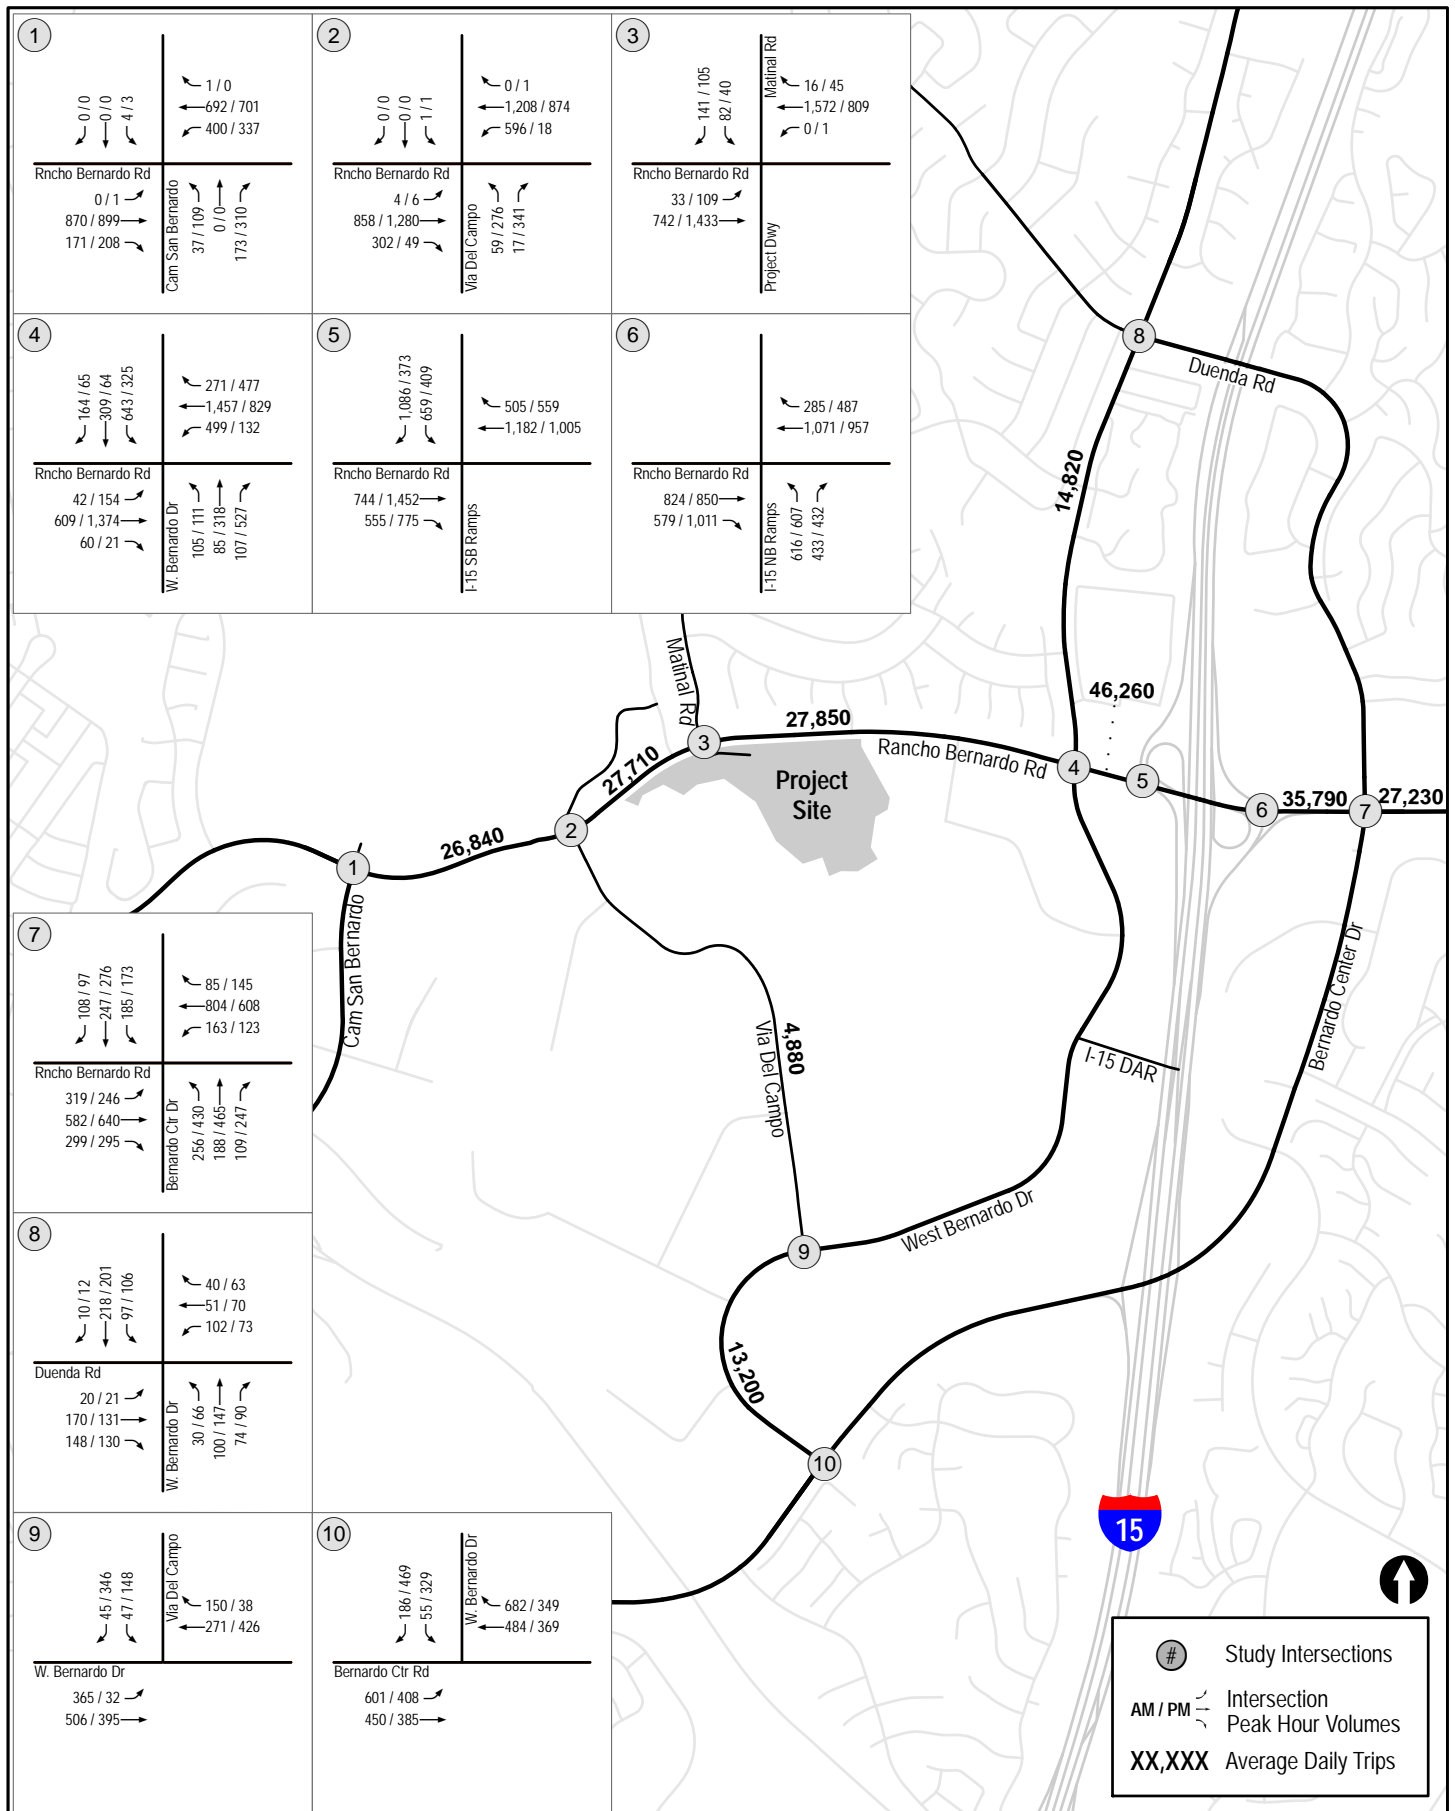 1
0 / 0
0 / 0
4 / 3
1 / 0
692 / 701
400 / 337
Rncho Bernardo Rd
0 / 1
870 / 899
171 / 208
Cam San Bernardo
37 / 109
0 / 0
173 / 310
2
0 / 0
0 / 0
1 / 1
0 / 1
1,208 / 874
596 / 18
Rncho Bernardo Rd
4 / 6
858 / 1,280
302 / 49
Via Del Campo
59 / 276
17 / 341
3
141 / 105
82 / 40
Matinal Rd
16 / 45
1,572 / 809
0 / 1
Rncho Bernardo Rd
33 / 109
742 / 1,433
Project Dwy
4
164 / 65
309 / 64
643 / 325
271 / 477
1,457 / 829
499 / 132
Rncho Bernardo Rd
42 / 154
609 / 1,374
60 / 21
W. Bernardo Dr
105 / 111
85 / 318
107 / 527
5
1,086 / 373
659 / 409
505 / 559
1,182 / 1,005
Rncho Bernardo Rd
744 / 1,452
555 / 775
I-15 SB Ramps
6
285 / 487
1,071 / 957
Rncho Bernardo Rd
824 / 850
579 / 1,011
I-15 NB Ramps
616 / 607
433 / 432
8
Duenda Rd
14,820
46,260
Matinal Rd
3
27,850
Rancho Bernardo Rd
4
5
6
35,790
7
27,230
27,710
Project
Site
2
26,840
1
Cam San Bernardo
Via Del Campo
4,880
I-15 DAR
Bernardo Center Dr
West Bernardo Dr
9
13,200
10
15
7
108 / 97
247 / 276
185 / 173
85 / 145
804 / 608
163 / 123
Rncho Bernardo Rd
319 / 246
582 / 640
299 / 295
Bernardo Ctr Dr
256 / 430
188 / 465
109 / 247
8
10 / 12
218 / 201
97 / 106
40 / 63
51 / 70
102 / 73
Duenda Rd
20 / 21
170 / 131
148 / 130
W. Bernardo Dr
30 / 66
100 / 147
74 / 90
9
45 / 346
47 / 148
Via Del Campo
150 / 38
271 / 426
W. Bernardo Dr
365 / 32
506 / 395
10
186 / 469
55 / 329
W. Bernardo Dr
682 / 349
484 / 369
Bernardo Ctr Rd
601 / 408
450 / 385
# Study Intersections
AM / PM Intersection
Peak Hour Volumes
XX,XXX Average Daily Trips